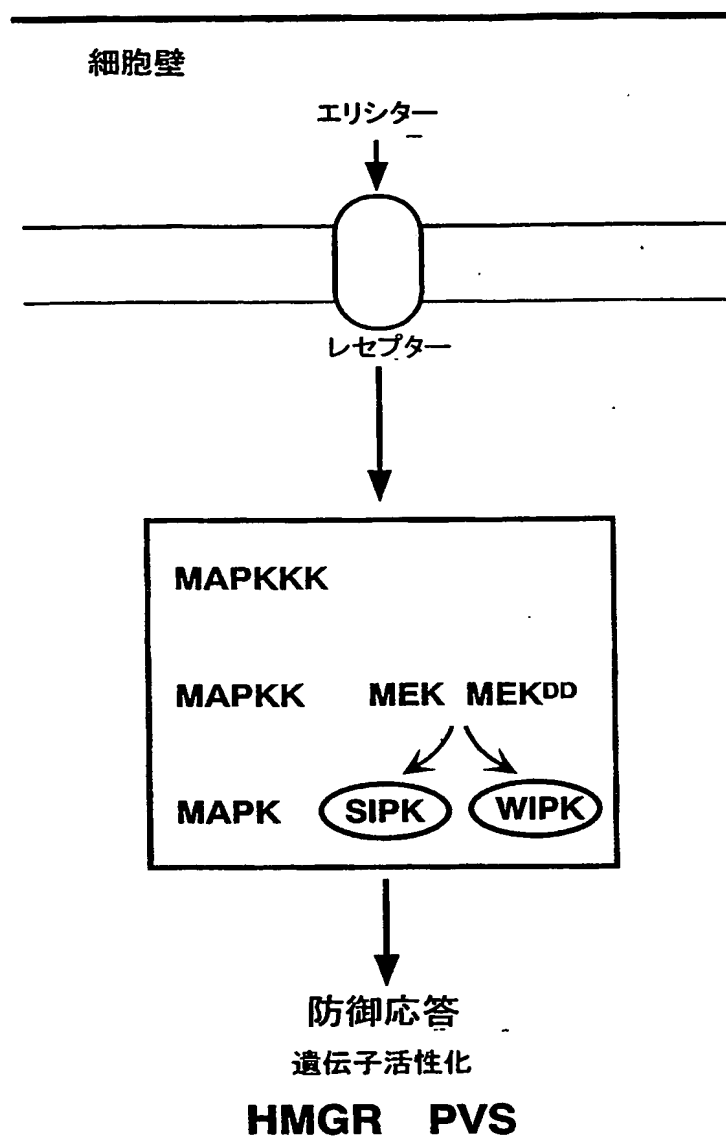 細胞壁
エリシター
レセプター
MAPKKK
MAPKK MEK MEKDD
MAPK SIPK WIPK
防御応答
遺伝子活性化
HMGR PVS